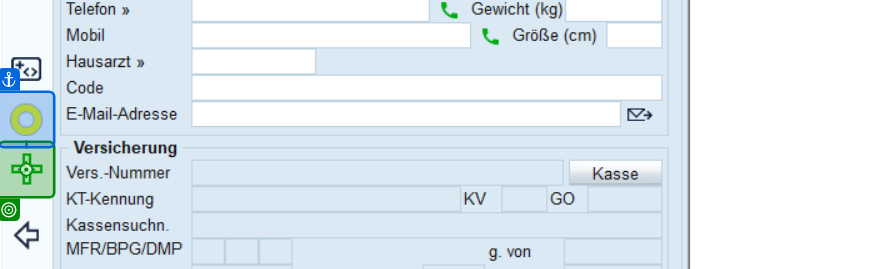 Telefon » Gewicht (kg)
Mobil Größe (cm)
Hausarzt »
Code
E-Mail-Adresse
Versicherung
Vers.-Nummer Kasse
KT-Kennung KV GO
Kassensuchn.
MFR/BPG/DMP g. von